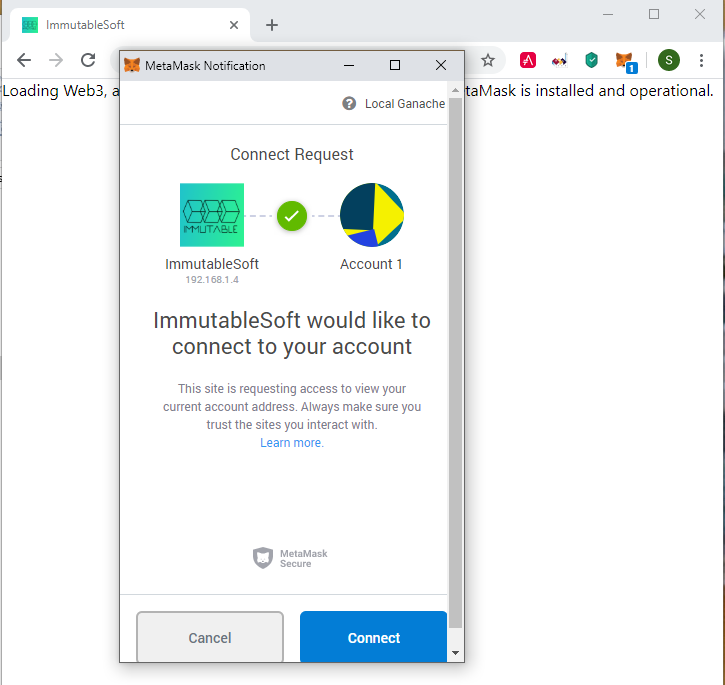 ImmutableSoft
MetaMask Notification
S
1
Loading Web3, a
taMask is installed and operational.
Local Ganache
Connect Request
IMMUTABLE
ImmutableSoft
192.168.1.4
Account 1
ImmutableSoft would like to
connect to your account
This site is requesting access to view your
current account address. Always make sure you
trust the sites you interact with.
Learn more.
MetaMask
Secure
Cancel
Connect